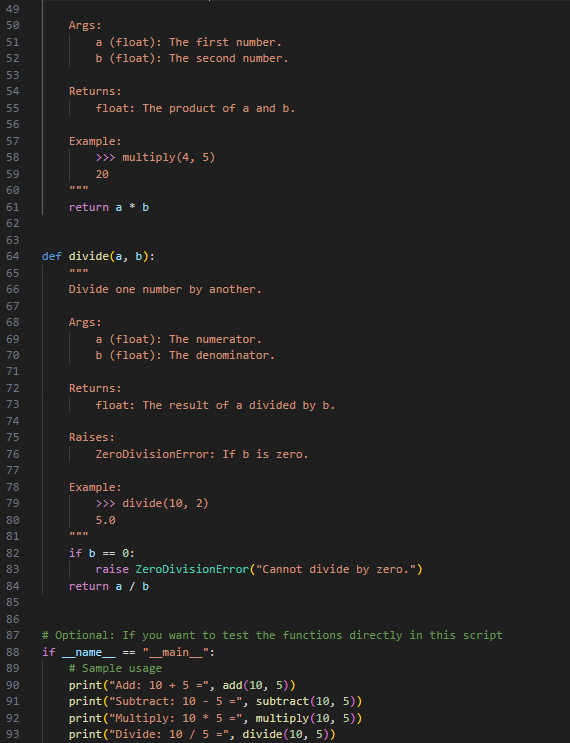 49
50 Args:
51 a (float): The first number.
52 b (float): The second number.
53
54 Returns:
55 float: The product of a and b.
56
57 Example:
58 >>> multiply(4, 5)
59 20
60 """
61 return a * b
62
63
64 def divide(a, b):
65 """
66 Divide one number by another.
67
68 Args:
69 a (float): The numerator.
70 b (float): The denominator.
71
72 Returns:
73 float: The result of a divided by b.
74
75 Raises:
76 ZeroDivisionError: If b is zero.
77
78 Example:
79 >>> divide(10, 2)
80 5.0
81 """
82 if b == 0:
83 raise ZeroDivisionError("Cannot divide by zero.")
84 return a / b
85
86
87 # Optional: If you want to test the functions directly in this script
88 if __name__ == "__main__":
89 # Sample usage
90 print("Add: 10 + 5 =", add(10, 5))
91 print("Subtract: 10 - 5 =", subtract(10, 5))
92 print("Multiply: 10 * 5 =", multiply(10, 5))
93 print("Divide: 10 / 5 =", divide(10, 5))